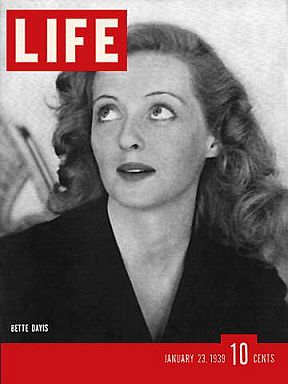 LIFE
BETTE DAVIS
JANUARY 23, 1939 10 CENTS